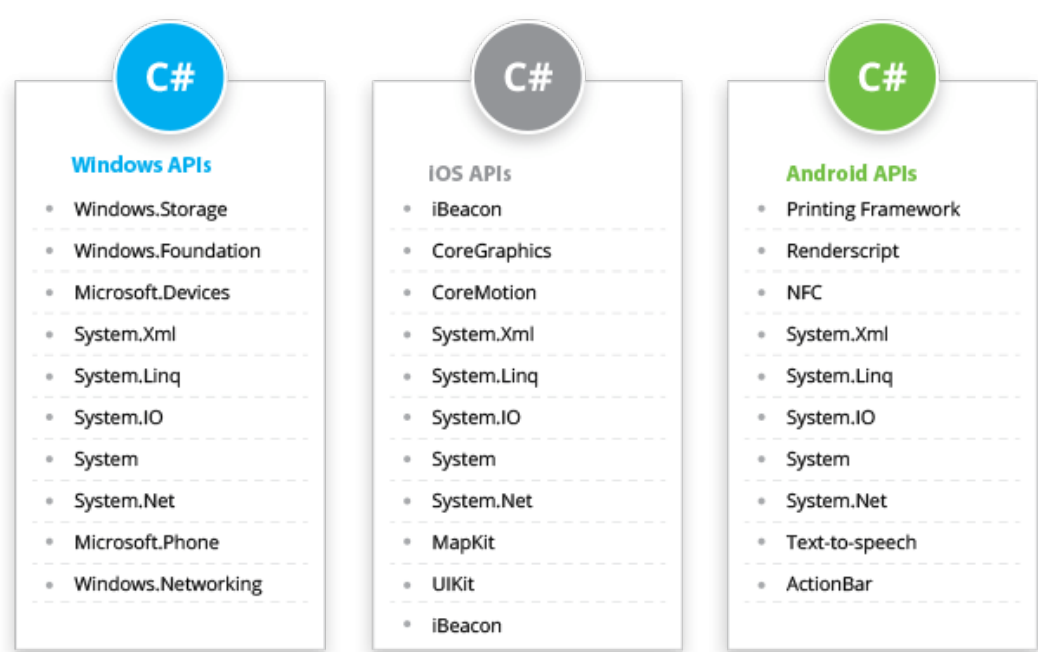 C#
Windows APIs
Windows.Storage
Windows.Foundation
Microsoft.Devices
System.Xml
System.Linq
System.IO
System
System.Net
Microsoft.Phone
Windows.Networking
C#
iOS APIs
iBeacon
CoreGraphics
CoreMotion
System.Xml
System.Linq
System.IO
System
System.Net
MapKit
UIKit
iBeacon
C#
Android APIs
Printing Framework
Renderscript
NFC
System.Xml
System.Linq
System.IO
System
System.Net
Text-to-speech
ActionBar